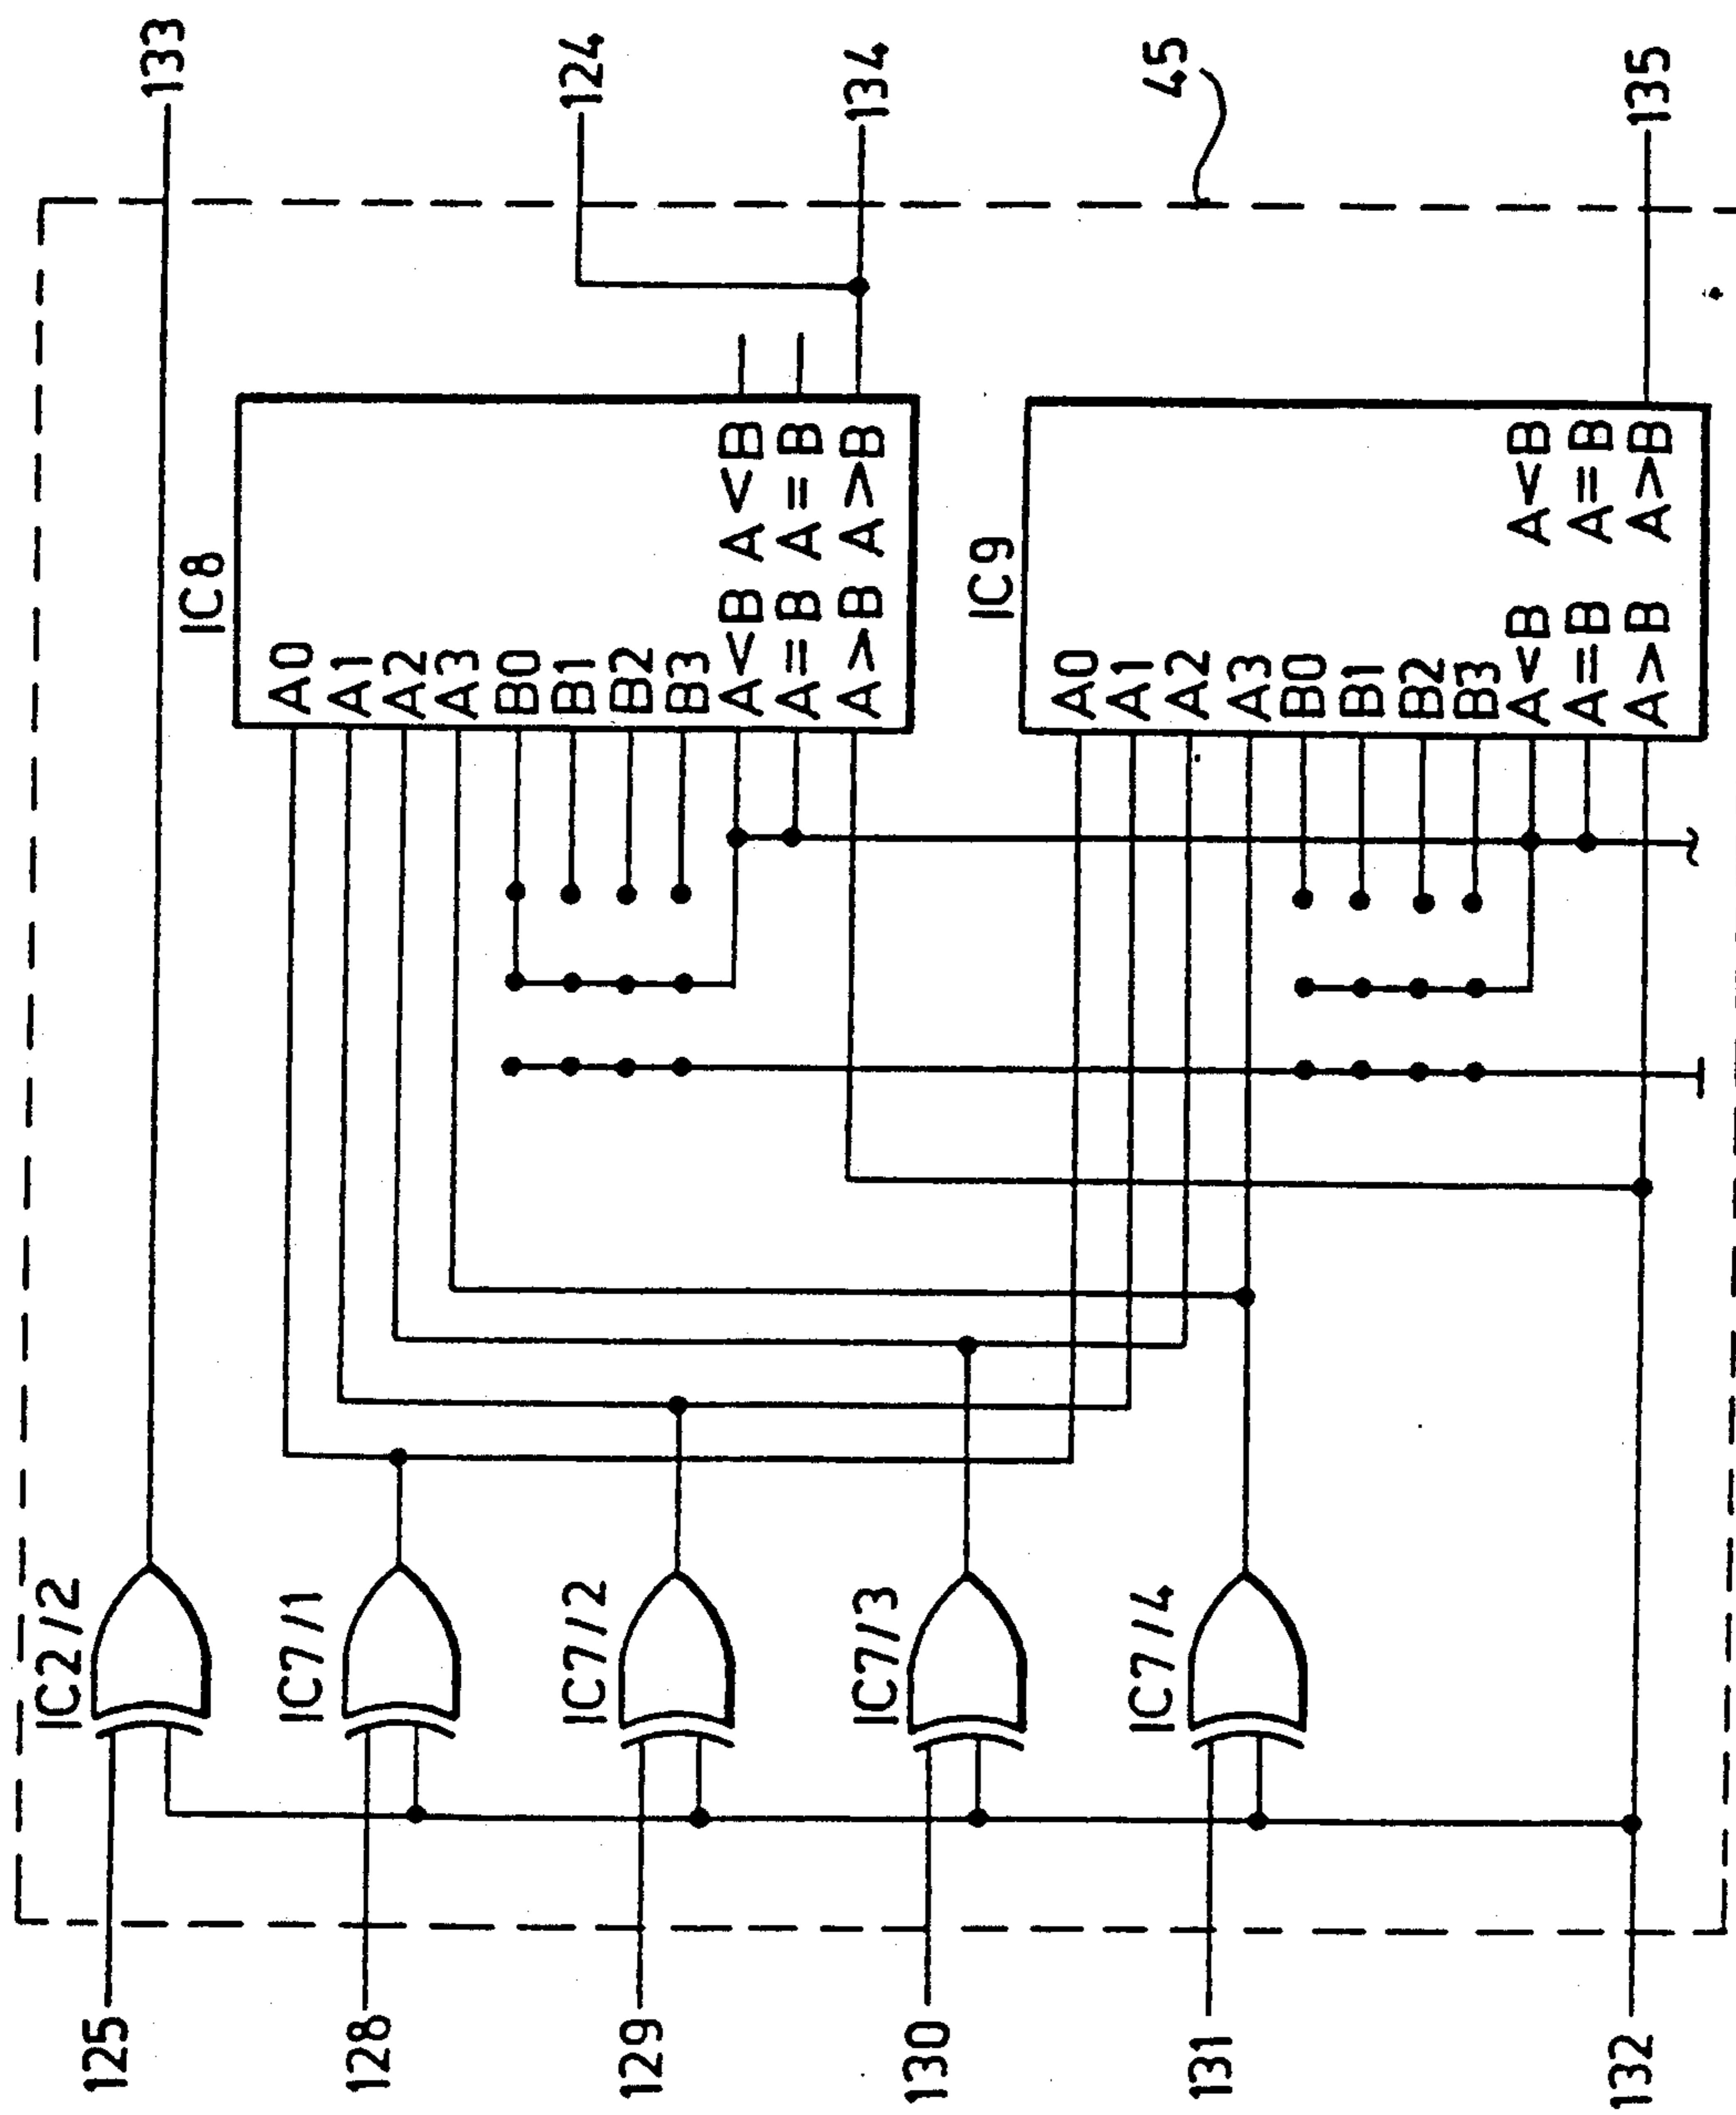 125
128
129
130
131
132
IC2//2
IC7//1
IC7//2
IC7//3
IC7//4
IC8
A0
A1
A2
A3
B0
B1
B2
B3
A<B A<B
A=B A=B
A>B A>B
IC9
A0
A1
A2
A3
B0
B1
B2
B3
A<B A<B
A=B A=B
A>B A>B
133
124
134
45
135